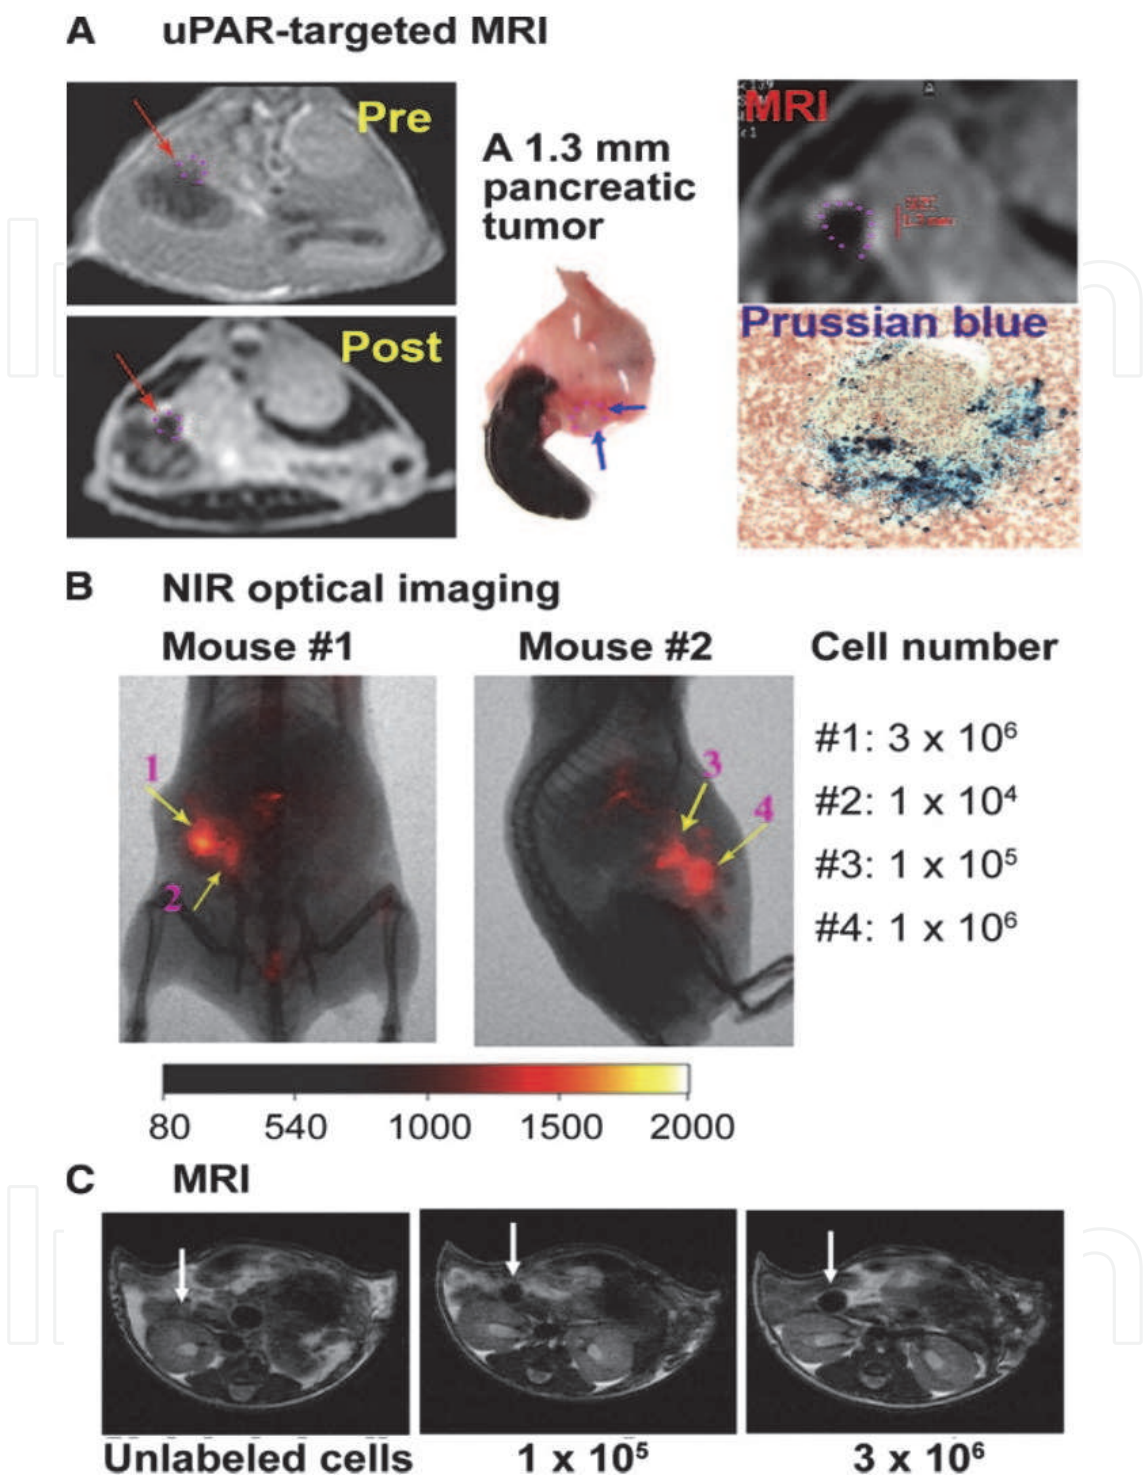 A uPAR-targeted MRI
Pre
A 1.3 mm
pancreatic
tumor
MRI
A
Post
Prussian blue
B NIR optical imaging
Mouse #1
Mouse #2
Cell number
1
2
3
4
#1: 3 x 10⁶
#2: 1 x 10⁴
#3: 1 x 10⁵
#4: 1 x 10⁶
80 540 1000 1500 2000
C MRI
Unlabeled cells
1 x 10⁵
3 x 10⁶